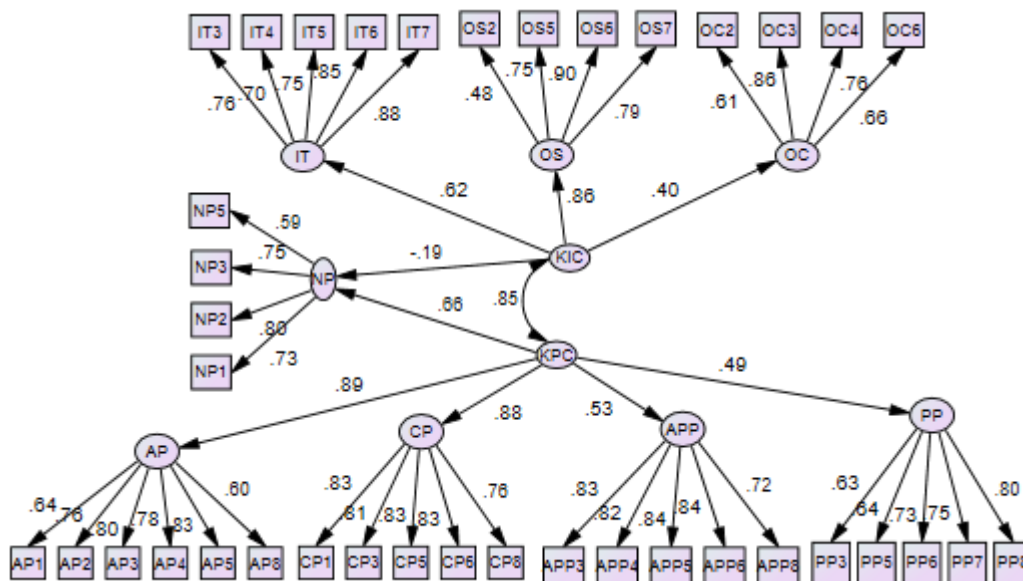 IT3 IT4 IT5 IT6 IT7 OS2 OS5 OS6 OS7 OC2 OC3 OC4 OC6
.76 .70 .75 .85 .88 .48 .75 .90 .79 .61 .86 .76 .66
IT OS OC
.62 .86 .40
NP5 .59
NP3 .75 NP -.19 KIC
NP2 .80 .66 .85
NP1 .73 KPC
.89 .88 .53 .49
AP CP APP PP
.64 .76 .80 .78 .83 .60 .83 .81 .83 .83 .76 .83 .82 .84 .84 .72 .63 .64 .73 .75 .80
AP1 AP2 AP3 AP4 AP5 AP8 CP1 CP3 CP5 CP6 CP8 APP3 APP4 APP5 APP6 APP8 PP3 PP5 PP6 PP7